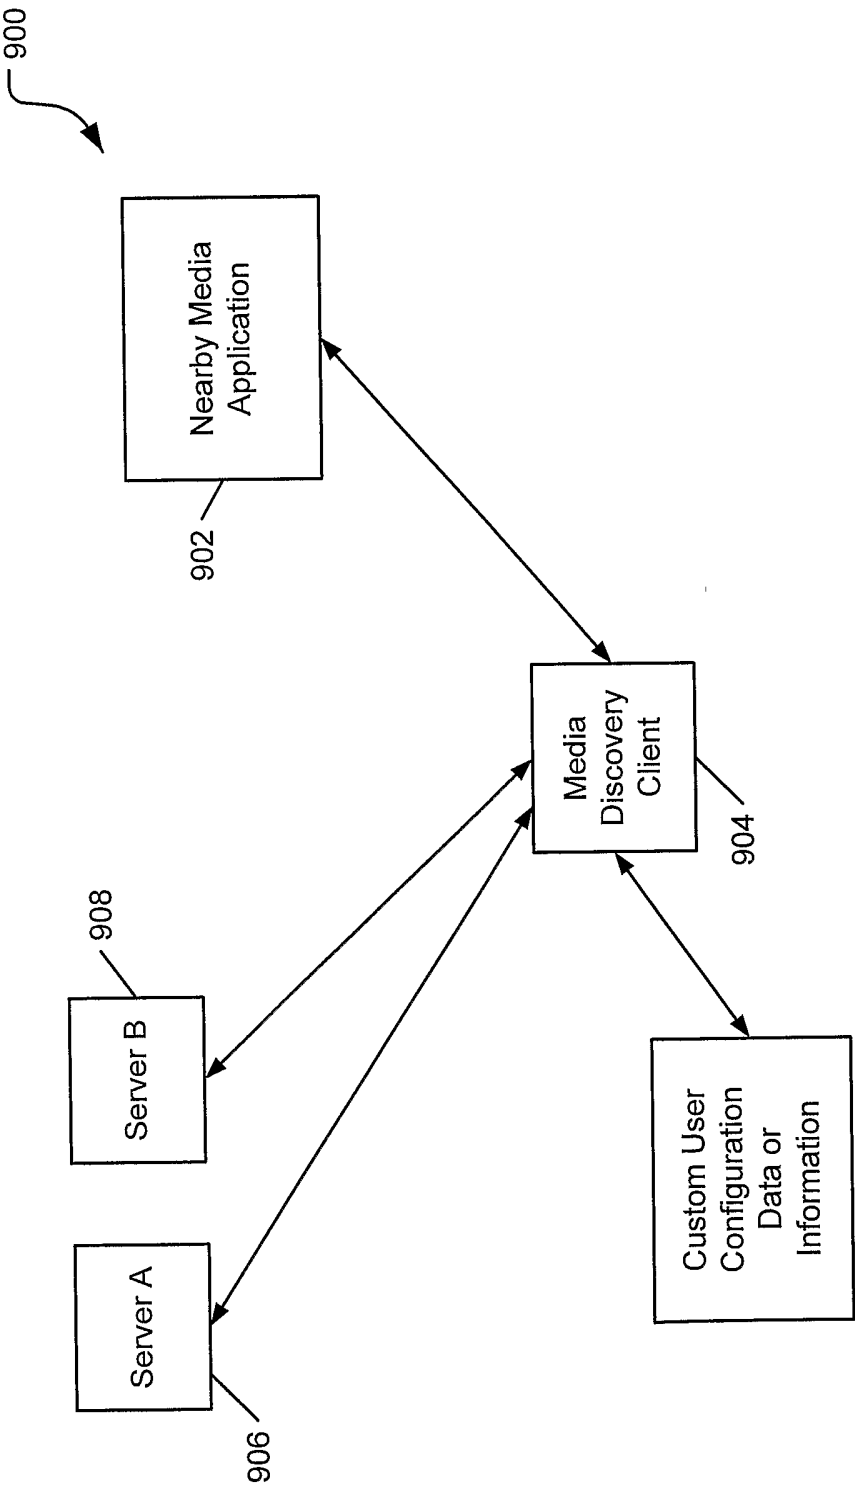 900
Server A
906
Server B
908
Nearby Media
Application
902
Media
Discovery
Client
904
Custom User
Configuration
Data or
Information